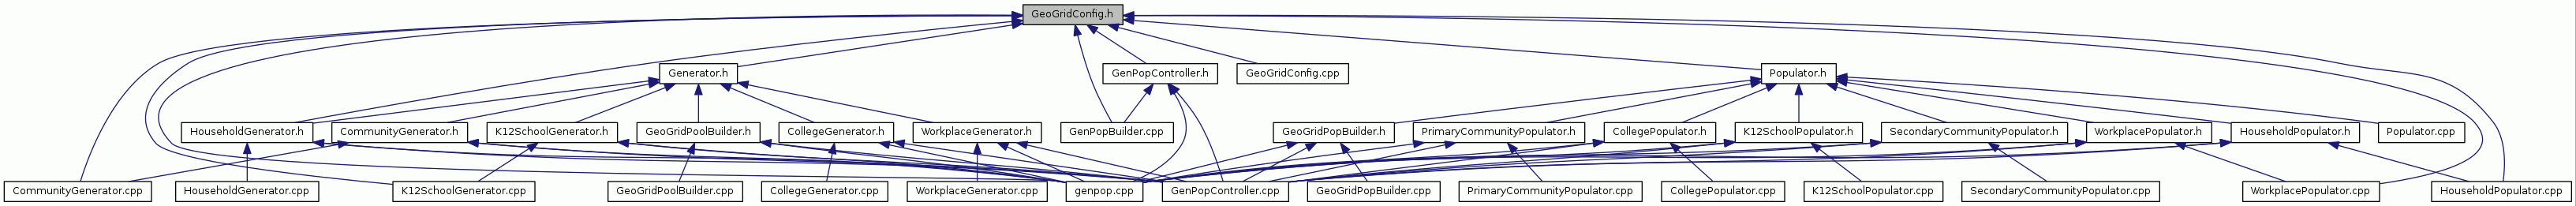 GeoGridConfig.h
Generator.h
GenPopController.h
GeoGridConfig.cpp
Populator.h
HouseholdGenerator.h
CommunityGenerator.h
K12SchoolGenerator.h
GeoGridPoolBuilder.h
CollegeGenerator.h
WorkplaceGenerator.h
GenPopBuilder.cpp
GeoGridPopBuilder.h
PrimaryCommunityPopulator.h
CollegePopulator.h
K12SchoolPopulator.h
SecondaryCommunityPopulator.h
WorkplacePopulator.h
HouseholdPopulator.h
Populator.cpp
CommunityGenerator.cpp
HouseholdGenerator.cpp
K12SchoolGenerator.cpp
GeoGridPoolBuilder.cpp
CollegeGenerator.cpp
WorkplaceGenerator.cpp
genpop.cpp
GenPopController.cpp
GeoGridPopBuilder.cpp
PrimaryCommunityPopulator.cpp
CollegePopulator.cpp
K12SchoolPopulator.cpp
SecondaryCommunityPopulator.cpp
WorkplacePopulator.cpp
HouseholdPopulator.cpp